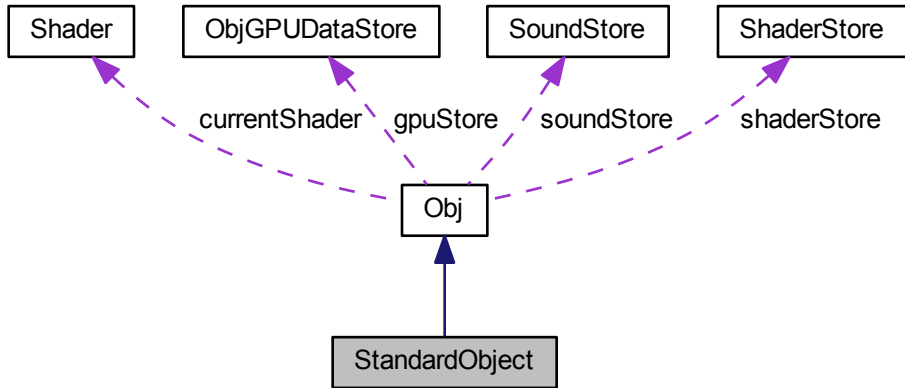 Shader
ObjGPUDataStore
SoundStore
ShaderStore
currentShader
gpuStore
soundStore
shaderStore
Obj
StandardObject